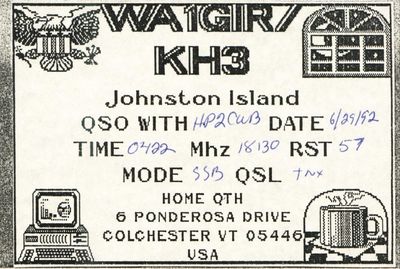 WA1GIR/
KH3
Johnston Island
QSO WITH HP2CWB DATE 6/29/92
TIME 0422 Mhz 18130 RST 57
MODE SSB QSL TNX
HOME QTH
6 PONDEROSA DRIVE
COLCHESTER VT 05446
USA